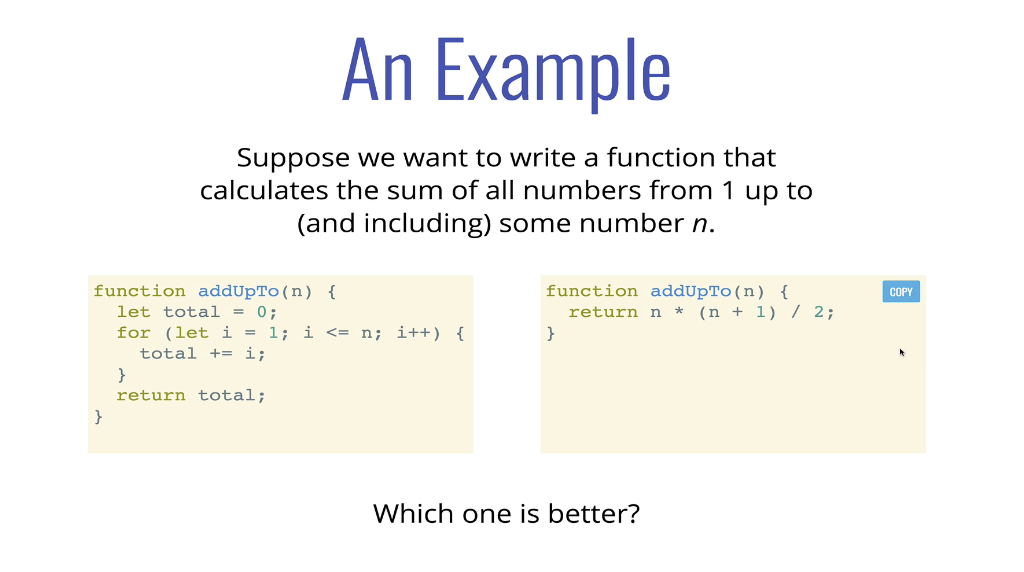 An Example
Suppose we want to write a function that
calculates the sum of all numbers from 1 up to
(and including) some number n.
function addUpTo(n) {
  let total = 0;
  for (let i = 1; i <= n; i++) {
    total += i;
  }
  return total;
}
function addUpTo(n) {
  return n * (n + 1) / 2;
}
COPY
Which one is better?